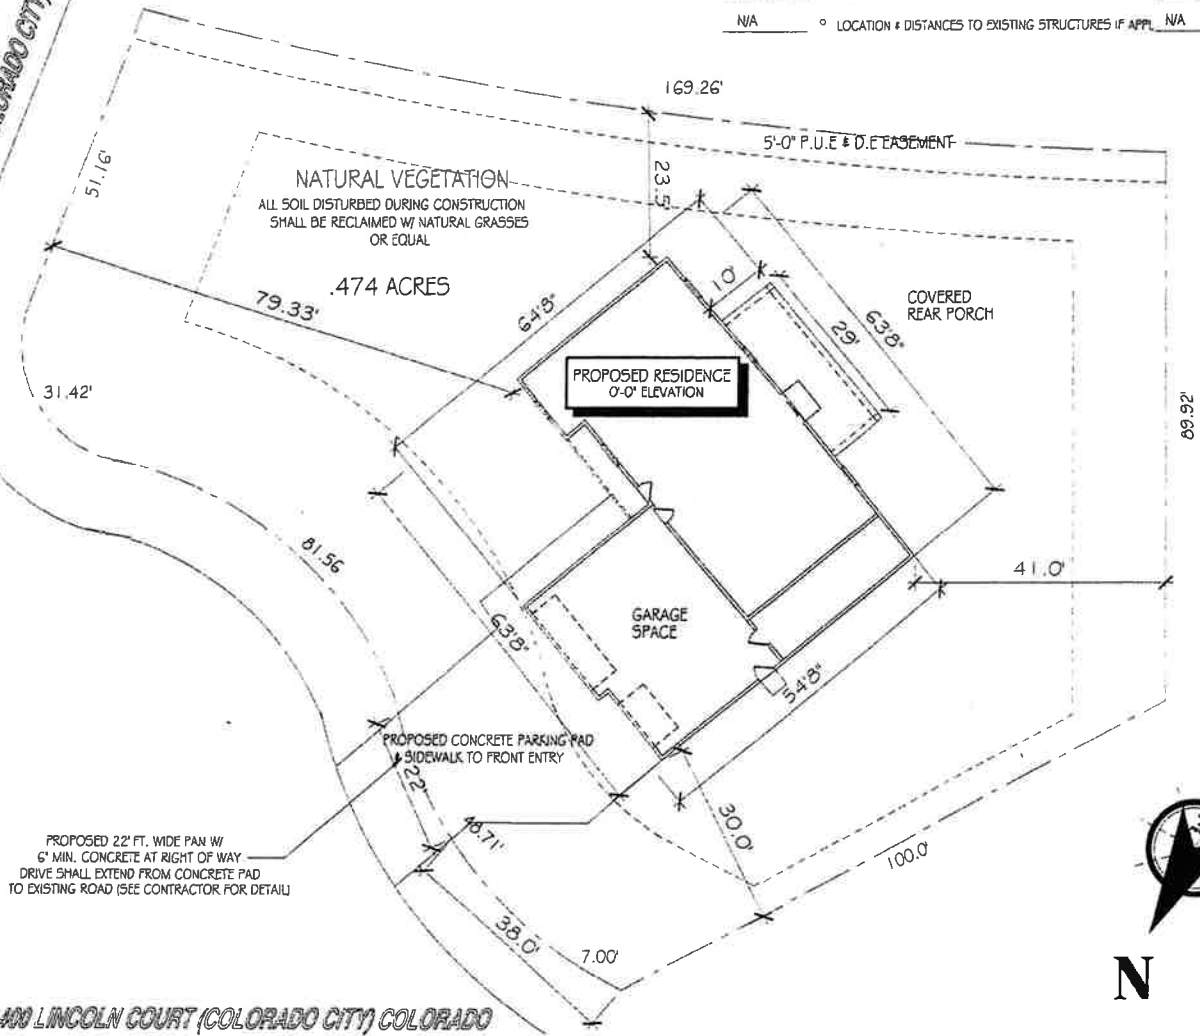 N/A
° LOCATION & DISTANCES TO EXISTING STRUCTURES IF APPL
N/A
169.26'
5'-0" P.U.E & D.E EASEMENT
51.16'
23.5'
NATURAL VEGETATION
ALL SOIL DISTURBED DURING CONSTRUCTION
SHALL BE RECLAIMED W/ NATURAL GRASSES
OR EQUAL
.474 ACRES
79.33'
64'8"
10'
29'
63'8"
COVERED
REAR PORCH
PROPOSED RESIDENCE
0'-0" ELEVATION
31.42'
89.92'
81.56
41.0'
GARAGE
SPACE
63'8"
54'8"
PROPOSED CONCRETE PARKING PAD
& SIDEWALK TO FRONT ENTRY
22'
48.71'
30.0'
100.0'
PROPOSED 22' FT. WIDE PAN W/
6" MIN. CONCRETE AT RIGHT OF WAY
DRIVE SHALL EXTEND FROM CONCRETE PAD
TO EXISTING ROAD (SEE CONTRACTOR FOR DETAIL)
38.0'
7.00'
N
400 LINCOLN COURT (COLORADO CITY) COLORADO